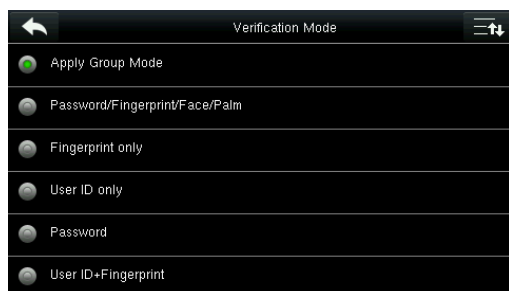 Verification Mode
Apply Group Mode
Password/Fingerprint/Face/Palm
Fingerprint only
User ID only
Password
User ID+Fingerprint